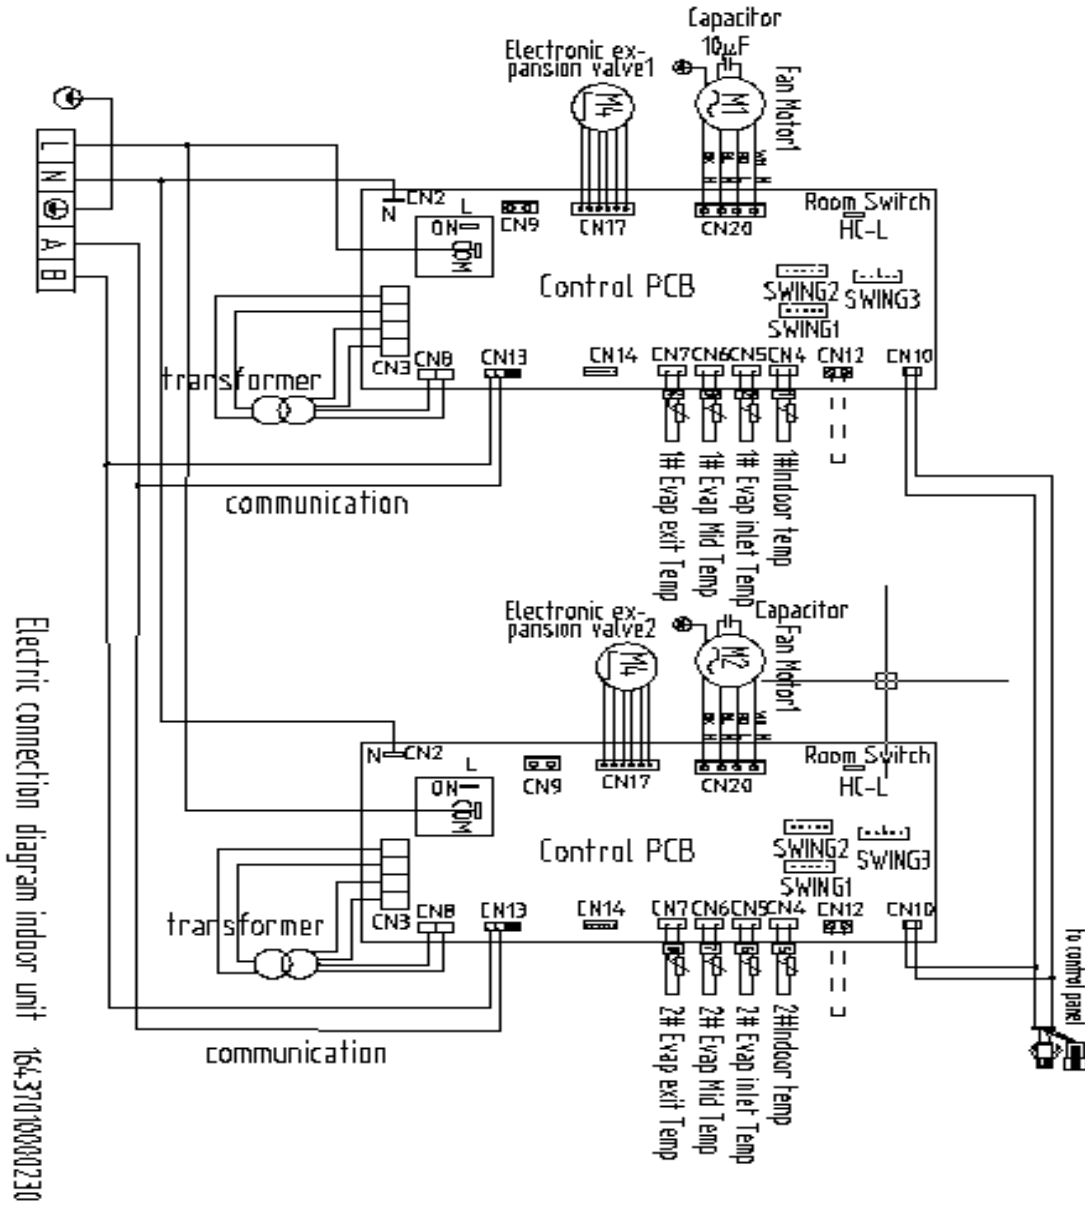 Capacitor
10µF
Electronic ex-
pansion valve1
M4
M1
Fan Motor1
L
N
A
B
BK
WH
CN2
N
L
ON
COM
CN9
CN17
CN20
Room Switch
HC-L
Control PCB
SWING2
SWING3
SWING1
CN3
CN8
CN13
CN14
CN7
CN6
CN5
CN4
CN12
CN10
transformer
communication
1# Evap exit Temp
1# Evap Mid Temp
1# Evap inlet Temp
1#Indoor temp
Electronic ex-
pansion valve2
Capacitor
M4
M2
Fan Motor1
BK
N
CN2
L
ON
COM
CN9
CN17
CN20
Room Switch
HC-L
Control PCB
SWING2
SWING3
SWING1
CN3
CN8
CN13
CN14
CN7
CN6
CN5
CN4
CN12
CN10
transformer
communication
2# Evap exit Temp
2# Evap Mid Temp
2# Evap inlet Temp
2#Indoor temp
To control panel
Electric connection diagram indoor unit